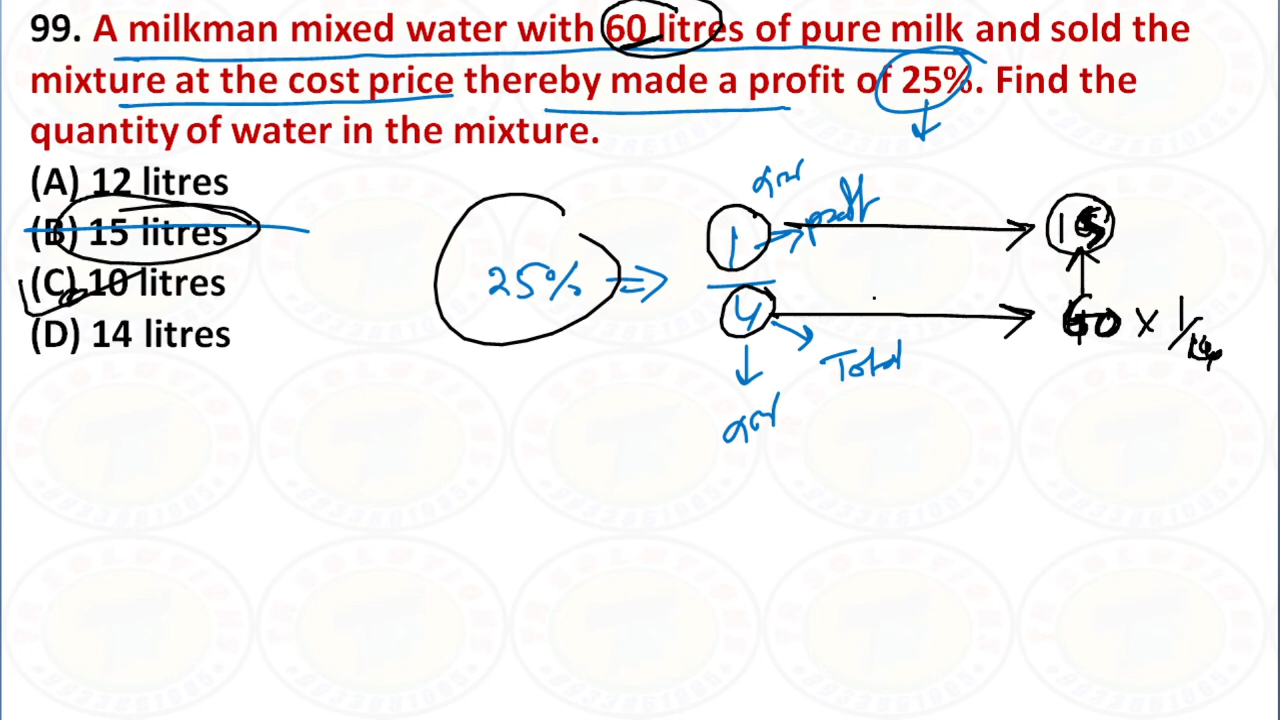 99. A milkman mixed water with 60 litres of pure milk and sold the
mixture at the cost price thereby made a profit of 25%. Find the
quantity of water in the mixture.
(A) 12 litres
(B) 15 litres
(C) 10 litres
(D) 14 litres
25% ⇒ 1/4
profit
15
Total
60 × 1/4